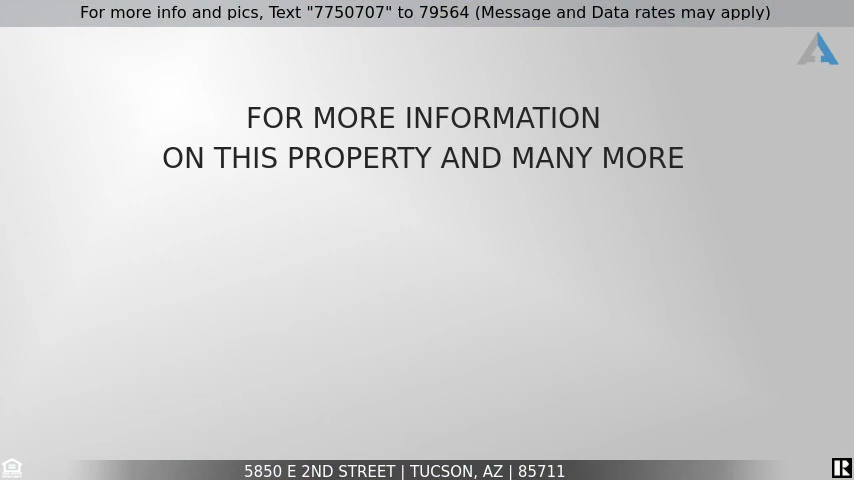 For more info and pics, Text "7750707" to 79564 (Message and Data rates may apply)
FOR MORE INFORMATION
ON THIS PROPERTY AND MANY MORE
5850 E 2ND STREET | TUCSON, AZ | 85711